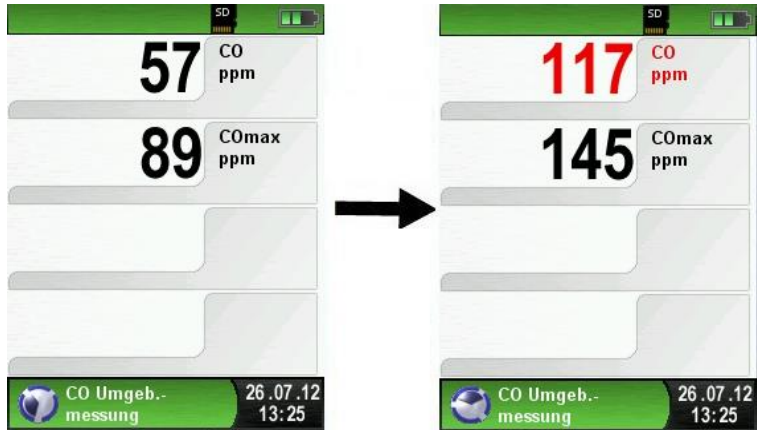 SD
57 CO
ppm
89 COmax
ppm
CO Umgeb.- 26.07.12
messung 13:25
SD
117 CO
ppm
145 COmax
ppm
CO Umgeb.- 26.07.12
messung 13:25